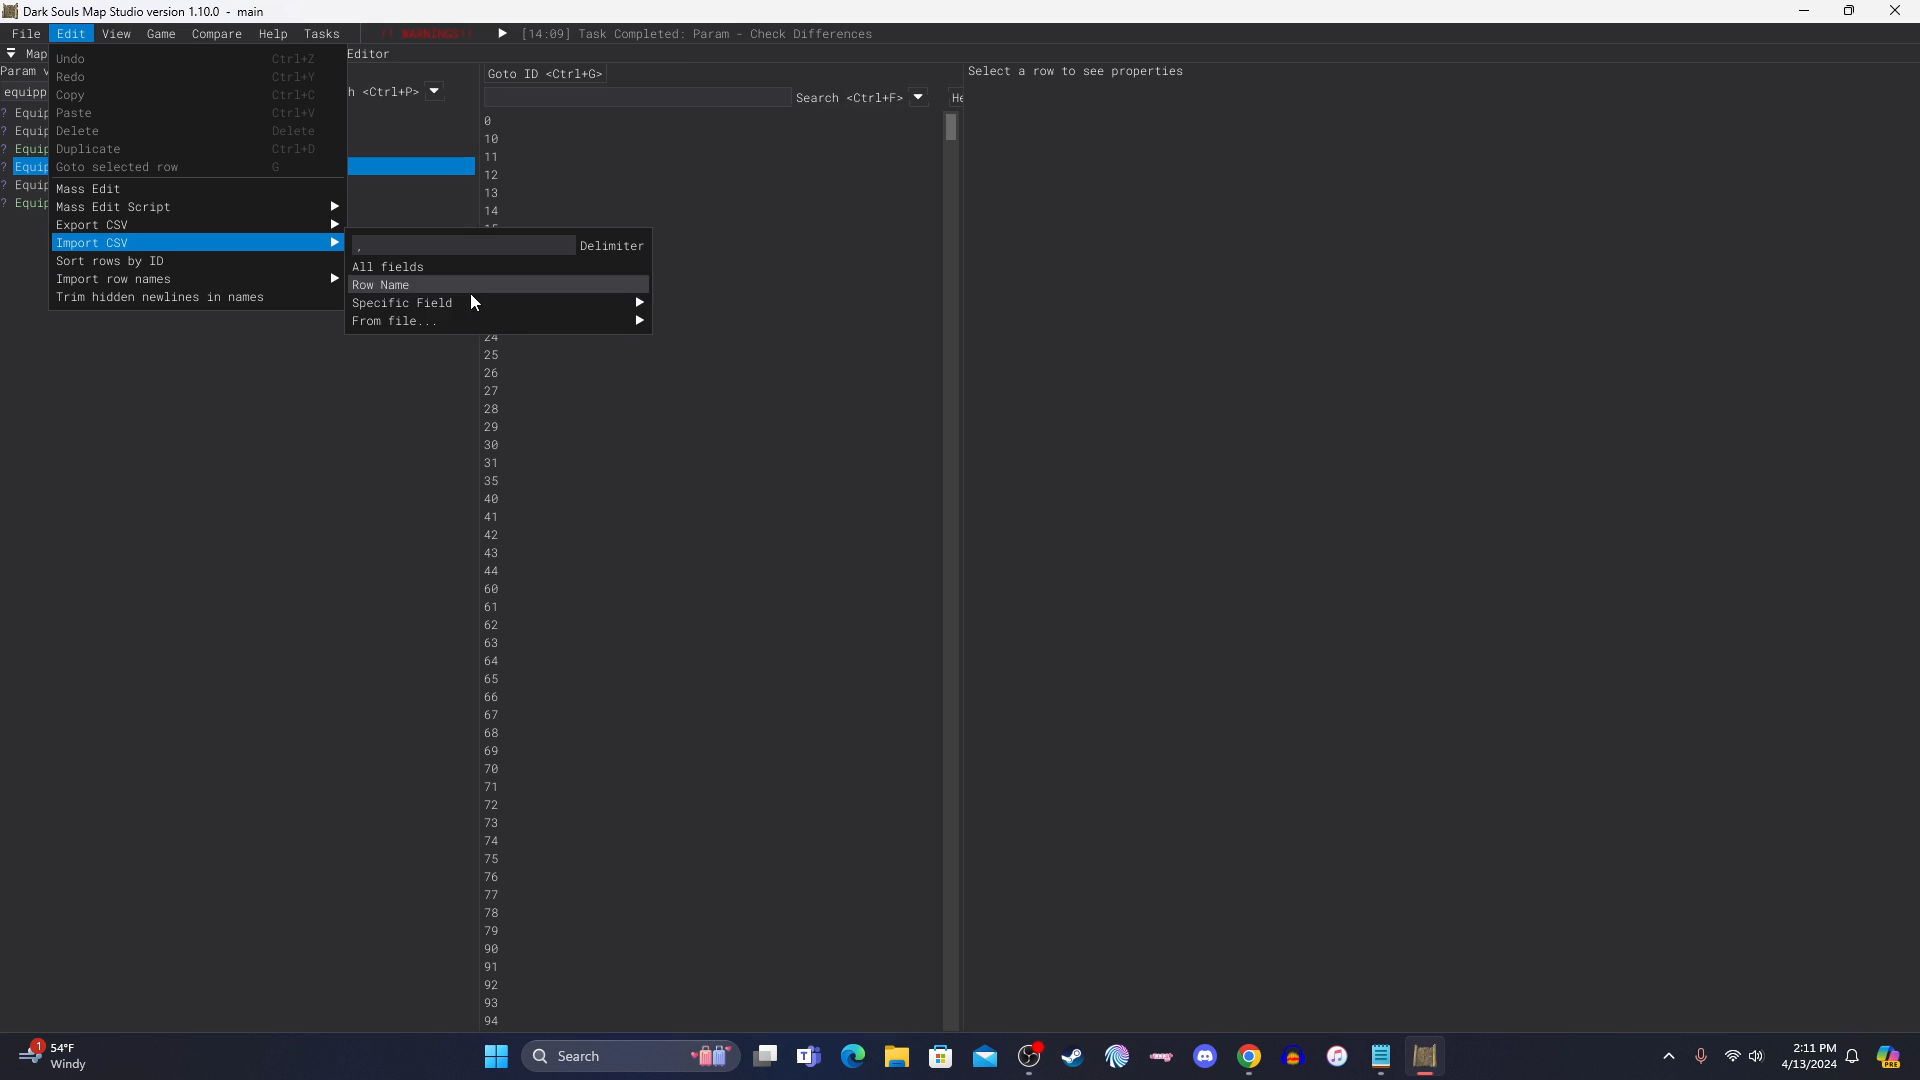 Dark Souls Map Studio version 1.10.0 - main
File Edit View Game Compare Help Tasks !! WARNINGS!! [14:09] Task Completed: Param - Check Differences
Map Editor
Param
equipp
h <Ctrl+P>
? Equip
? Equip
? Equip
? Equip
? Equip
? Equip
Undo Ctrl+Z
Redo Ctrl+Y
Copy Ctrl+C
Paste Ctrl+V
Delete Delete
Duplicate Ctrl+D
Goto selected row G
Mass Edit
Mass Edit Script
Export CSV
Import CSV
Sort rows by ID
Import row names
Trim hidden newlines in names
, Delimiter
All fields
Row Name
Specific Field
From file...
Goto ID <Ctrl+G>
Search <Ctrl+F> He
0
10
11
12
13
14
24
25
26
27
28
29
30
31
35
40
41
42
43
44
60
61
62
63
64
65
66
67
68
69
70
71
72
73
74
75
76
77
78
79
90
91
92
93
94
Select a row to see properties
1
54°F
Windy
Search
2:11 PM
4/13/2024
PRE